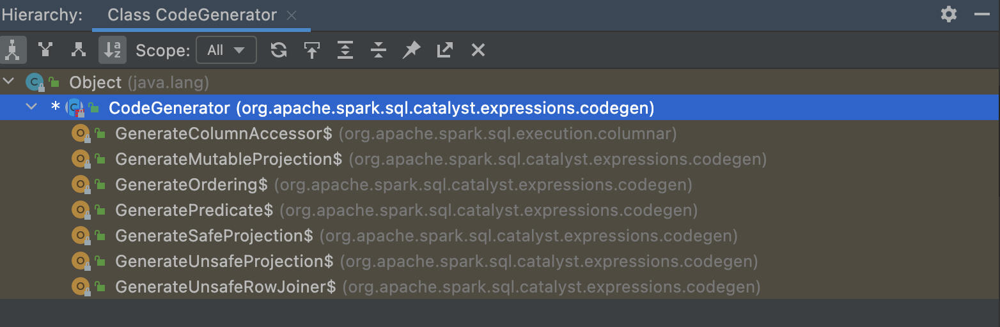 Hierarchy: Class CodeGenerator
Scope: All
Object (java.lang)
* CodeGenerator (org.apache.spark.sql.catalyst.expressions.codegen)
GenerateColumnAccessor$ (org.apache.spark.sql.execution.columnar)
GenerateMutableProjection$ (org.apache.spark.sql.catalyst.expressions.codegen)
GenerateOrdering$ (org.apache.spark.sql.catalyst.expressions.codegen)
GeneratePredicate$ (org.apache.spark.sql.catalyst.expressions.codegen)
GenerateSafeProjection$ (org.apache.spark.sql.catalyst.expressions.codegen)
GenerateUnsafeProjection$ (org.apache.spark.sql.catalyst.expressions.codegen)
GenerateUnsafeRowJoiner$ (org.apache.spark.sql.catalyst.expressions.codegen)